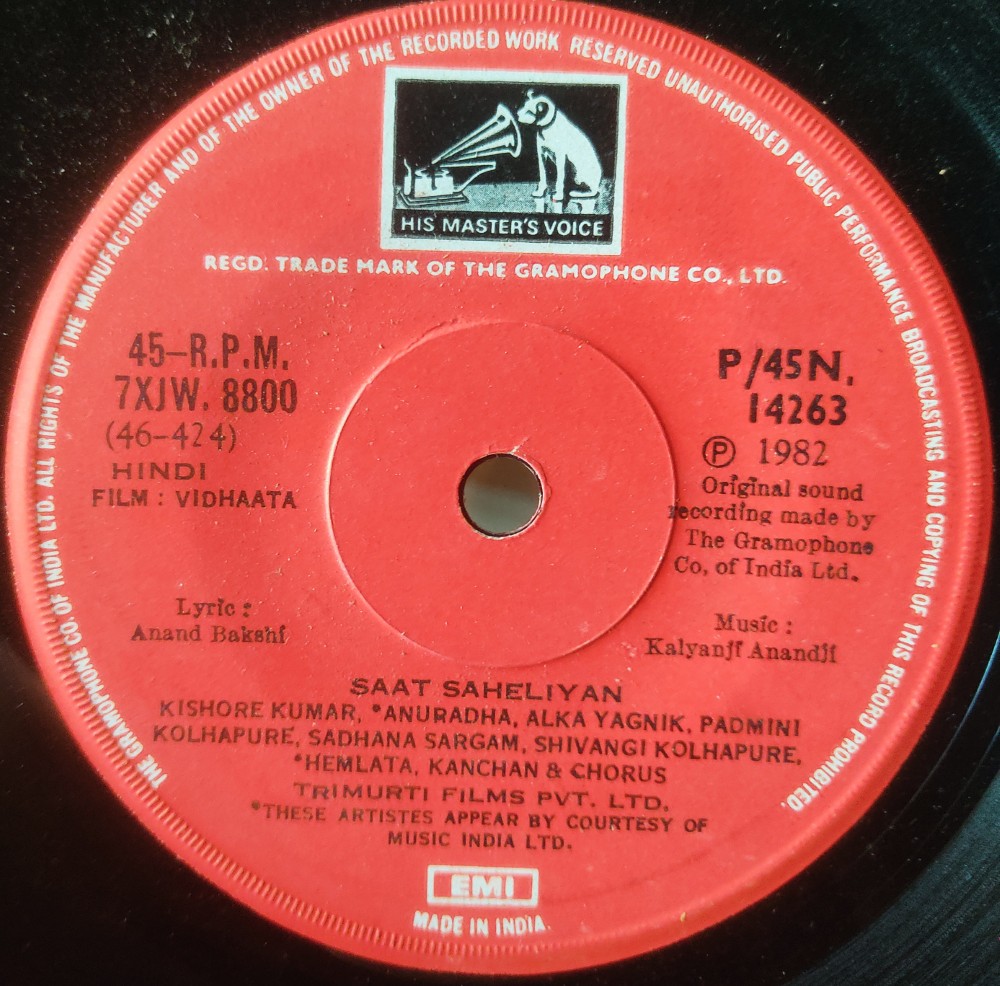 THE GRAMOPHONE CO. OF INDIA LTD. ALL RIGHTS OF THE MANUFACTURER AND OF THE OWNER OF THE RECORDED WORK RESERVED UNAUTHORISED PUBLIC PERFORMANCE BROADCASTING AND COPYING OF THIS RECORD PROHIBITED.
HIS MASTER'S VOICE
REGD. TRADE MARK OF THE GRAMOPHONE CO., LTD.
45-R.P.M.
7XJW. 8800
(46-424)
HINDI
FILM : VIDHAATA
P/45N.
14263
Ⓟ 1982
Original sound
recording made by
The Gramophone
Co, of India Ltd.
Lyric :
Anand Bakshi
Music :
Kalyanji Anandji
SAAT SAHELIYAN
KISHORE KUMAR, *ANURADHA, ALKA YAGNIK, PADMINI
KOLHAPURE, SADHANA SARGAM, SHIVANGI KOLHAPURE,
*HEMLATA, KANCHAN & CHORUS
TRIMURTI FILMS PVT. LTD.
*THESE ARTISTES APPEAR BY COURTESY OF
MUSIC INDIA LTD.
EMI
MADE IN INDIA.